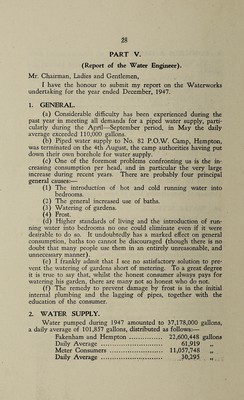 26
PART V.
(Report of the Water Engineer).
Mr. Chairman, Ladies and Gentlemen,
I have the honour to submit my report on the Waterworks
undertaking for the year ended December, 1947.
1. GENERAL.
(a) Considerable difficulty has been experienced during the
past year in meeting all demands for a piped water supply, parti-
cularly during the April—September period, in May the daily
average exceeded 110,000 gallons.
(b) Piped water supply to No. 82 P.O.W. Camp, Hempton,
was terminated on the 4th August, the camp authorities having put
down their own borehole for water supply.
(c) One of the foremost problems confronting us is the in-
creasing consumption per head, and in particular the very large
increase during recent years. There are probably four principal
general causes:—
(1) The introduction of hot and cold running water into
bedrooms.
(2) The general increase of baths.
(3) Watering of gardens.
(4) Frost.
(d) Higher standards of living and the introduction of run-
ning water into bedrooms no one could eliminate even if it were
desirable to do so. It undoubtedly has a marked effect on general
consumption, baths too cannot be discouraged (though there is no
doubt that many people use them in an entirely unreasonable, and
unnecessary manner).
(e) I frankly admit that I see no satisfactory solution to pre-
vent the watering of gardens short of metering. To a great degree
it is true to say that, whilst the honest consumer always pays for
watering his garden, there are many not so honest who do not.
(f) The remedy to prevent damage by frost is in the initial
internal plumbing and the lagging of pipes, together with the
education of the consumer.
2. WATER SUPPLY.
Water pumped during 1947 amounted to 37,178,000 gallons,
a daily average of 101,857 gallons, distributed as follows:—
Fakenham and Hempton ............... 22,600,448 gallons
Daily Average ........................ 61,919 „
Meter Consumers ..................... 11,057,748 „
Daily Average ........................ 30,295 „